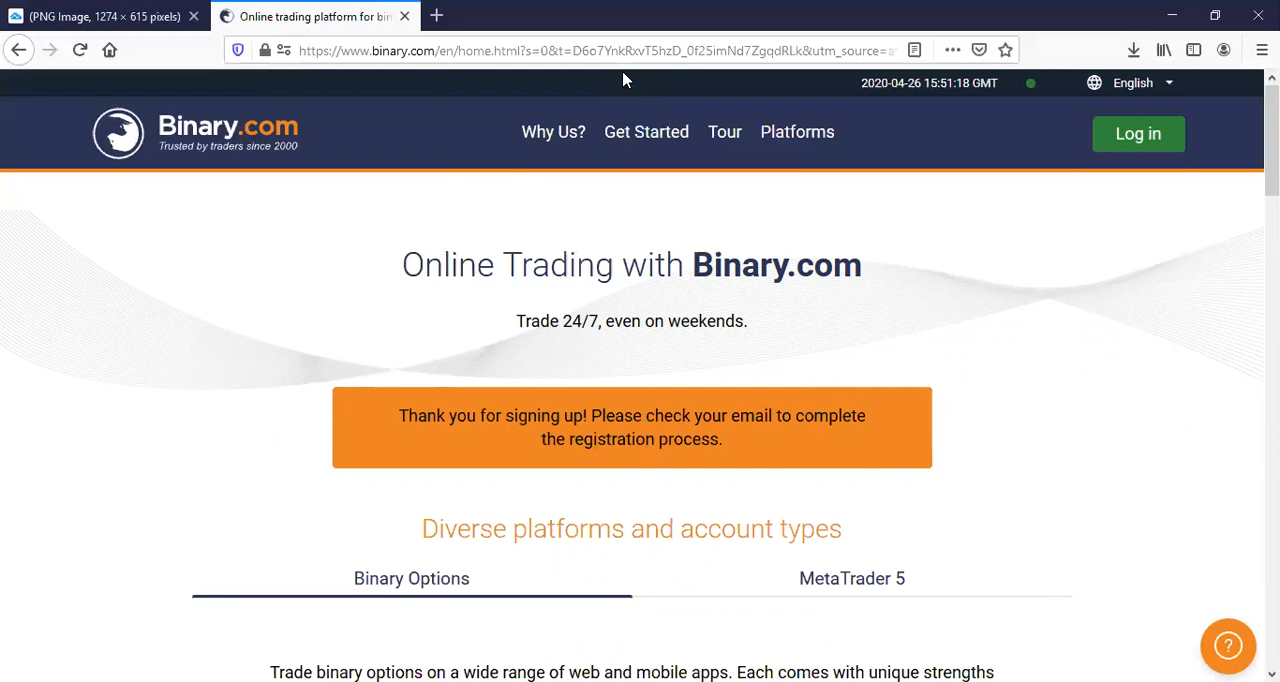 (PNG Image, 1274 × 615 pixels)
Online trading platform for bin
https://www.binary.com/en/home.html?s=0&t=D6o7YnkRxvT5hzD_0f25imNd7ZgqdRLk&utm_source=a
2020-04-26 15:51:18 GMT
English
Binary.com
Trusted by traders since 2000
Why Us?
Get Started
Tour
Platforms
Log in
Online Trading with Binary.com
Trade 24/7, even on weekends.
Thank you for signing up! Please check your email to complete
the registration process.
Diverse platforms and account types
Binary Options
MetaTrader 5
Trade binary options on a wide range of web and mobile apps. Each comes with unique strengths